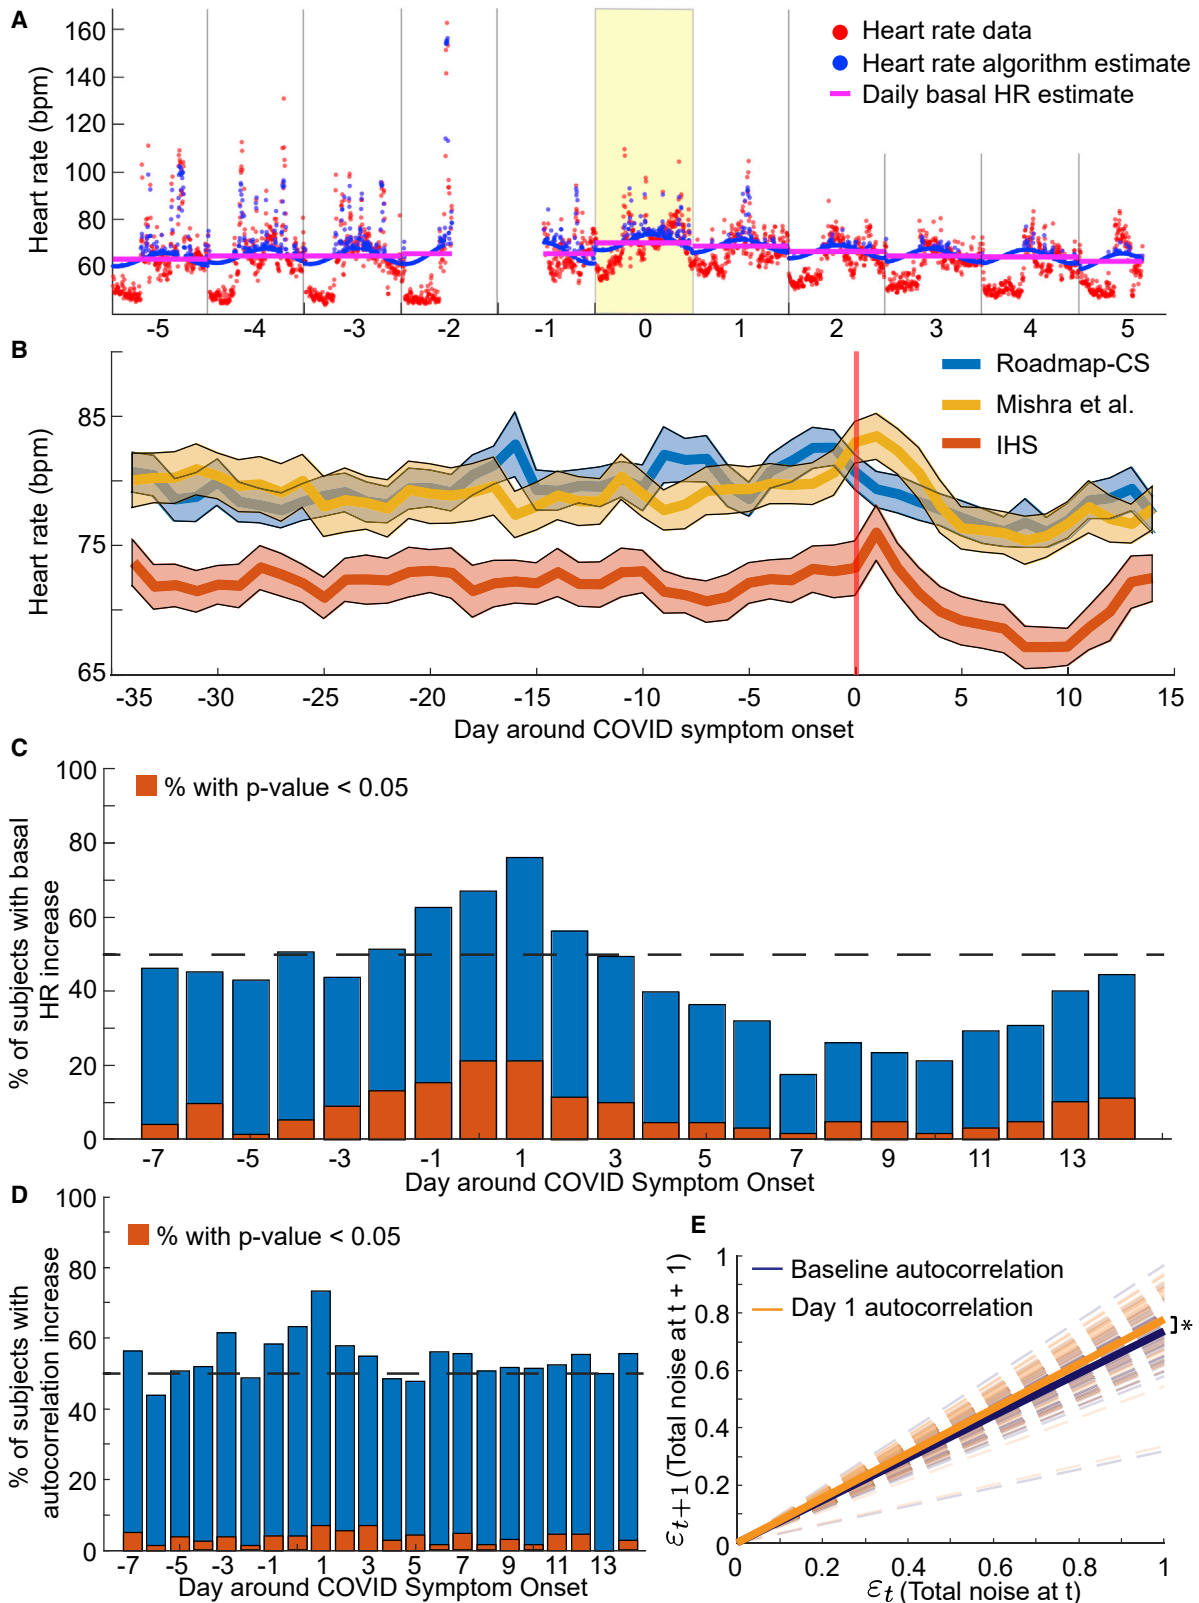 A
Heart rate (bpm)
160
140
120
100
80
60
Heart rate data
Heart rate algorithm estimate
Daily basal HR estimate
-5 -4 -3 -2 -1 0 1 2 3 4 5
B
Heart rate (bpm)
85
75
65
Roadmap-CS
Mishra et al.
IHS
-35 -30 -25 -20 -15 -10 -5 0 5 10 15
Day around COVID symptom onset
C
% of subjects with basal
HR increase
100
80
60
40
20
0
% with p-value < 0.05
-7 -5 -3 -1 1 3 5 7 9 11 13
Day around COVID Symptom Onset
D
% of subjects with
autocorrelation increase
100
80
60
40
20
0
% with p-value < 0.05
-7 -5 -3 -1 1 3 5 7 9 11 13
Day around COVID Symptom Onset
E
εt+1 (Total noise at t + 1)
1
0.8
0.6
0.4
0.2
0
Baseline autocorrelation
Day 1 autocorrelation
*
0 0.2 0.4 0.6 0.8 1
εt (Total noise at t)